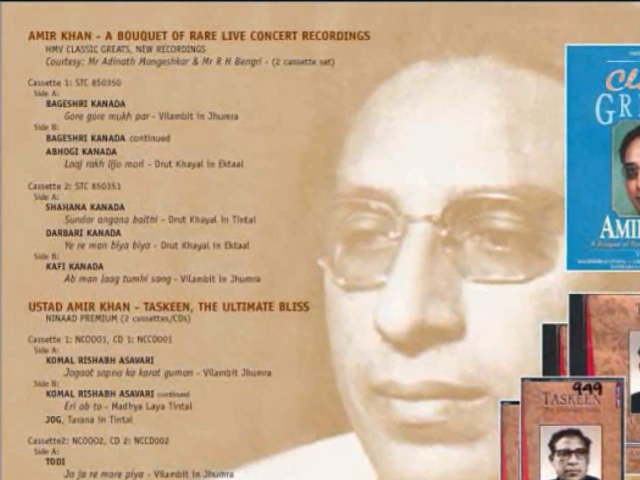 AMIR KHAN - A BOUQUET OF RARE LIVE CONCERT RECORDINGS
HMV CLASSIC GREATS, NEW RECORDINGS
Courtesy: Mr Adinath Mangeshkar & Mr R H Bengri - (2 cassette set)
Cassette 1: STC 850350
Side A:
BAGESHRI KANADA
Gore gore mukh par - Vilambit in Jhumra
Side B:
BAGESHRI KANADA continued
ABHOGI KANADA
Laaj rakh lijo mori - Drut Khayal in Ektaal
Cassette 2: STC 850351
Side A:
SHAHANA KANADA
Sundar angana baithi - Drut Khayal in Tintal
DARBARI KANADA
Ye re man biya biya - Drut Khayal in Ektaal
Side B:
KAFI KANADA
Ab man laag tumhi sang - Vilambit in Jhumra
USTAD AMIR KHAN - TASKEEN, THE ULTIMATE BLISS
NINAAD PREMIUM (2 cassettes/CDs)
Cassette 1: NC0001, CD 1: NCCD001
Side A:
KOMAL RISHABH ASAVARI
Jagaat sapna ka karat guman - Vilambit Jhumra
Side B:
KOMAL RISHABH ASAVARI continued
Eri ab to - Madhya Laya Tintal
JOG, Tarana in Tintal
Cassette2: NC0002, CD 2: NCCD002
Side A:
TODI
Ja ja re more piya - Vilambit in Jhumra
949
TASKEEN